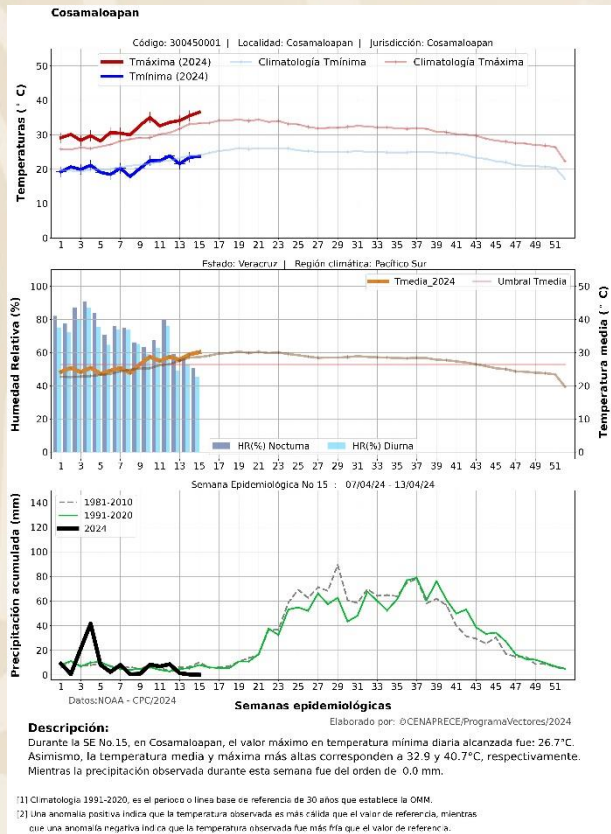 Cosamaloapan
Código: 300450001 | Localidad: Cosamaloapan | Jurisdicción: Cosamaloapan
Tmáxima (2024)
Tmínima (2024)
Climatología Tmínima
Climatología Tmáxima
Temperaturas (° C)
50
40
30
20
10
0
1 3 5 7 9 11 13 15 17 19 21 23 25 27 29 31 33 35 37 39 41 43 45 47 49 51
Estado: Veracruz | Región climática: Pacífico Sur
Tmedia_2024
Umbral Tmedia
Humedad Relativa (%)
100
80
60
40
20
0
Temperatura media (° C)
50
40
30
20
10
0
HR(%) Nocturna
HR(%) Diurna
1 3 5 7 9 11 13 15 17 19 21 23 25 27 29 31 33 35 37 39 41 43 45 47 49 51
Semana Epidemiológica No 15 : 07/04/24 - 13/04/24
1981-2010
1991-2020
2024
Precipitación acumulada (mm)
140
120
100
80
60
40
20
0
1 3 5 7 9 11 13 15 17 19 21 23 25 27 29 31 33 35 37 39 41 43 45 47 49 51
Datos:NOAA - CPC/2024
Semanas epidemiológicas
Elaborado por: ©CENAPRECE/ProgramaVectores/2024
Descripción:
Durante la SE No.15, en Cosamaloapan, el valor máximo en temperatura mínima diaria alcanzada fue: 26.7°C.
Asimismo, la temperatura media y máxima más altas corresponden a 32.9 y 40.7°C, respectivamente.
Mientras la precipitación observada durante esta semana fue del orden de 0.0 mm.
[1] Climatología 1991-2020, es el periodo o línea base de referencia de 30 años que establece la OMM.
[2] Una anomalía positiva indica que la temperatura observada es más cálida que el valor de referencia, mientras
que una anomalía negativa indica que la temperatura observada fue más fría que el valor de referencia.